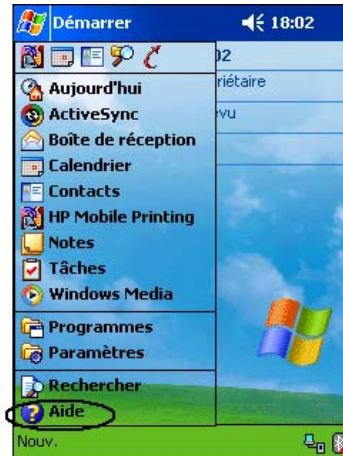 Démarrer 18:02
02
Aujourd'hui riétaire
ActiveSync évu
Boîte de réception
Calendrier
Contacts
HP Mobile Printing
Notes
Tâches
Windows Media
Programmes
Paramètres
Rechercher
Aide
Nouv.